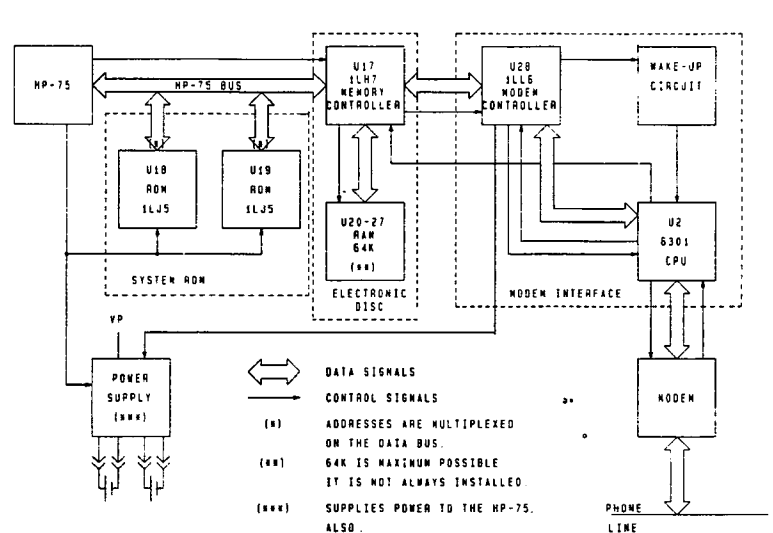 HP-75
HP-75 BUS
U17
1LH7
MEMORY
CONTROLLER
U28
1LL6
MODEM
CONTROLLER
WAKE-UP
CIRCUIT
U18
ROM
1LJ5
U19
ROM
1LJ5
SYSTEM ROM
U20-27
RAM
64K
(**)
ELECTRONIC
DISC
U2
6301
CPU
MODEM INTERFACE
VP
POWER
SUPPLY
(***)
DATA SIGNALS
CONTROL SIGNALS
(*) ADDRESSES ARE MULTIPLEXED
ON THE DATA BUS.
(**) 64K IS MAXIMUM POSSIBLE
IT IS NOT ALWAYS INSTALLED.
(***) SUPPLIES POWER TO THE HP-75,
ALSO.
MODEM
PHONE
LINE